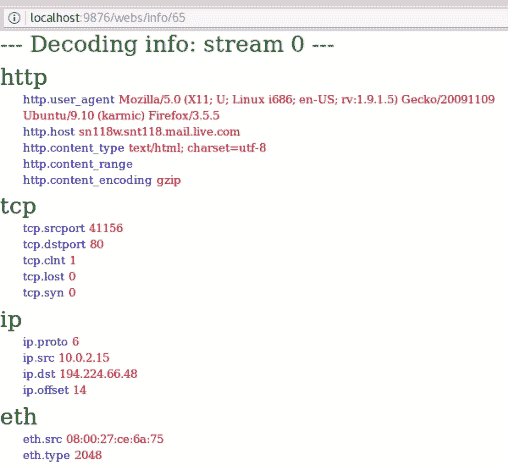 localhost:9876/webs/info/65
--- Decoding info: stream 0 ---
http
http.user_agent Mozilla/5.0 (X11; U; Linux i686; en-US; rv:1.9.1.5) Gecko/20091109
Ubuntu/9.10 (karmic) Firefox/3.5.5
http.host sn118w.snt118.mail.live.com
http.content_type text/html; charset=utf-8
http.content_range
http.content_encoding gzip
tcp
tcp.srcport 41156
tcp.dstport 80
tcp.clnt 1
tcp.lost 0
tcp.syn 0
ip
ip.proto 6
ip.src 10.0.2.15
ip.dst 194.224.66.48
ip.offset 14
eth
eth.src 08:00:27:ce:6a:75
eth.type 2048